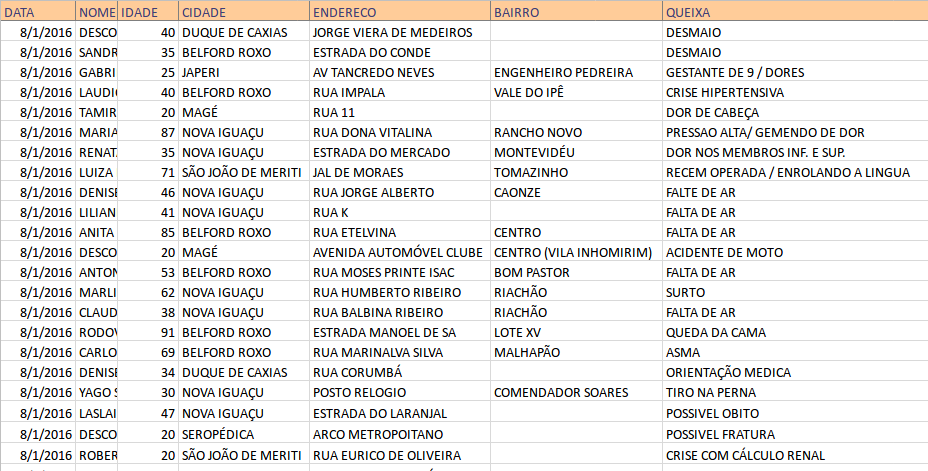 DATA NOME IDADE CIDADE ENDERECO BAIRRO QUEIXA
8/1/2016 DESCO 40 DUQUE DE CAXIAS JORGE VIERA DE MEDEIROS DESMAIO
8/1/2016 SANDR 35 BELFORD ROXO ESTRADA DO CONDE DESMAIO
8/1/2016 GABRI 25 JAPERI AV TANCREDO NEVES ENGENHEIRO PEDREIRA GESTANTE DE 9 / DORES
8/1/2016 LAUDI 40 BELFORD ROXO RUA IMPALA VALE DO IPÊ CRISE HIPERTENSIVA
8/1/2016 TAMIR 20 MAGÉ RUA 11 DOR DE CABEÇA
8/1/2016 MARIA 87 NOVA IGUAÇU RUA DONA VITALINA RANCHO NOVO PRESSAO ALTA/ GEMENDO DE DOR
8/1/2016 RENAT 35 NOVA IGUAÇU ESTRADA DO MERCADO MONTEVIDÉU DOR NOS MEMBROS INF. E SUP.
8/1/2016 LUIZA 71 SÃO JOÃO DE MERITI JAL DE MORAES TOMAZINHO RECEM OPERADA / ENROLANDO A LINGUA
8/1/2016 DENISE 46 NOVA IGUAÇU RUA JORGE ALBERTO CAONZE FALTE DE AR
8/1/2016 LILIAN 41 NOVA IGUAÇU RUA K FALTA DE AR
8/1/2016 ANITA 85 BELFORD ROXO RUA ETELVINA CENTRO FALTA DE AR
8/1/2016 DESCO 20 MAGÉ AVENIDA AUTOMÓVEL CLUBE CENTRO (VILA INHOMIRIM) ACIDENTE DE MOTO
8/1/2016 ANTON 53 BELFORD ROXO RUA MOSES PRINTE ISAC BOM PASTOR FALTA DE AR
8/1/2016 MARLI 62 NOVA IGUAÇU RUA HUMBERTO RIBEIRO RIACHÃO SURTO
8/1/2016 CLAUD 38 NOVA IGUAÇU RUA BALBINA RIBEIRO RIACHÃO FALTA DE AR
8/1/2016 RODOV 91 BELFORD ROXO ESTRADA MANOEL DE SA LOTE XV QUEDA DA CAMA
8/1/2016 CARLO 69 BELFORD ROXO RUA MARINALVA SILVA MALHAPÃO ASMA
8/1/2016 DENISE 34 DUQUE DE CAXIAS RUA CORUMBÁ ORIENTAÇÃO MEDICA
8/1/2016 YAGO S 30 NOVA IGUAÇU POSTO RELOGIO COMENDADOR SOARES TIRO NA PERNA
8/1/2016 LASLAI 47 NOVA IGUAÇU ESTRADA DO LARANJAL POSSIVEL OBITO
8/1/2016 DESCO 20 SEROPÉDICA ARCO METROPOITANO POSSIVEL FRATURA
8/1/2016 ROBER 20 SÃO JOÃO DE MERITI RUA EURICO DE OLIVEIRA CRISE COM CÁLCULO RENAL